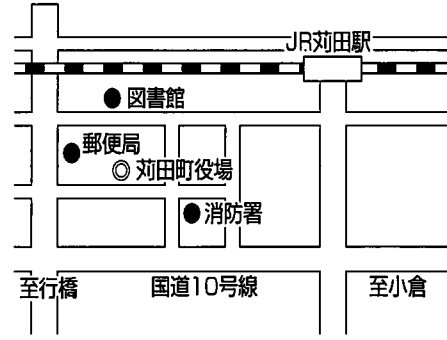 JR苅田駅
図書館
郵便局
苅田町役場
消防署
至行橋
国道10号線
至小倉